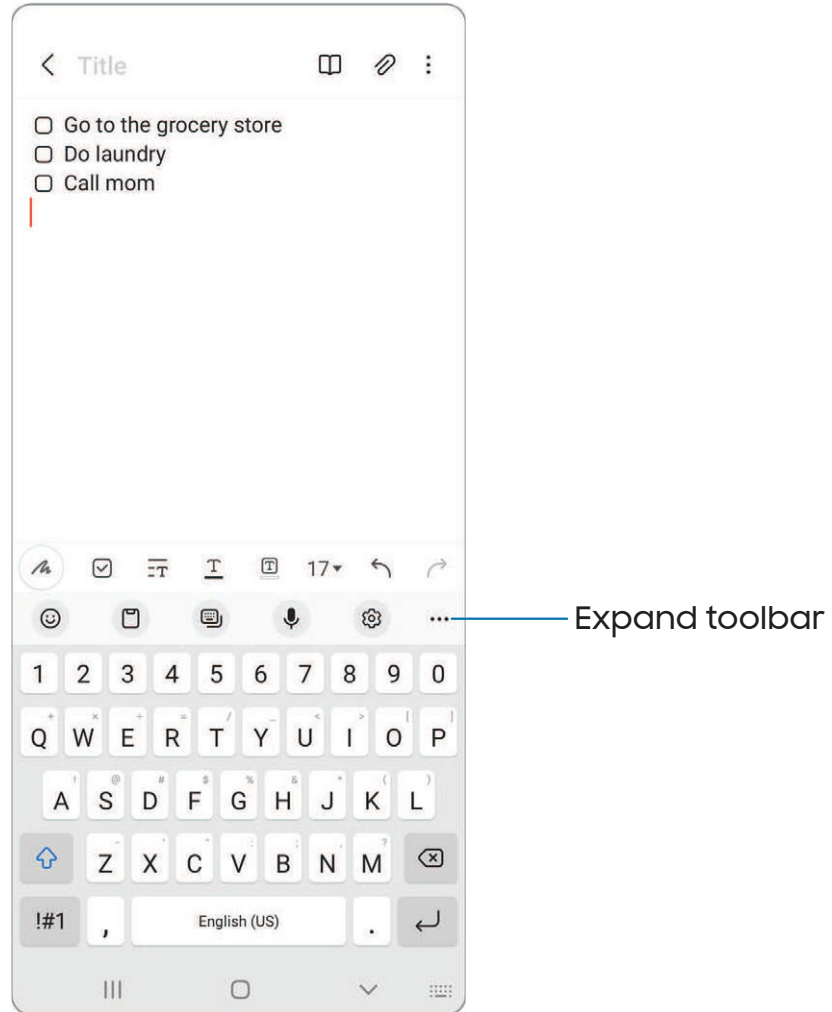 Title
Go to the grocery store
Do laundry
Call mom
T T T 17
Expand toolbar
1 2 3 4 5 6 7 8 9 0
+ × ÷ = / _ < > [ ]
Q W E R T Y U I O P
! @ # $ % & * ( )
A S D F G H J K L
- ' " : ; , ?
Z X C V B N M
!#1 , English (US) .